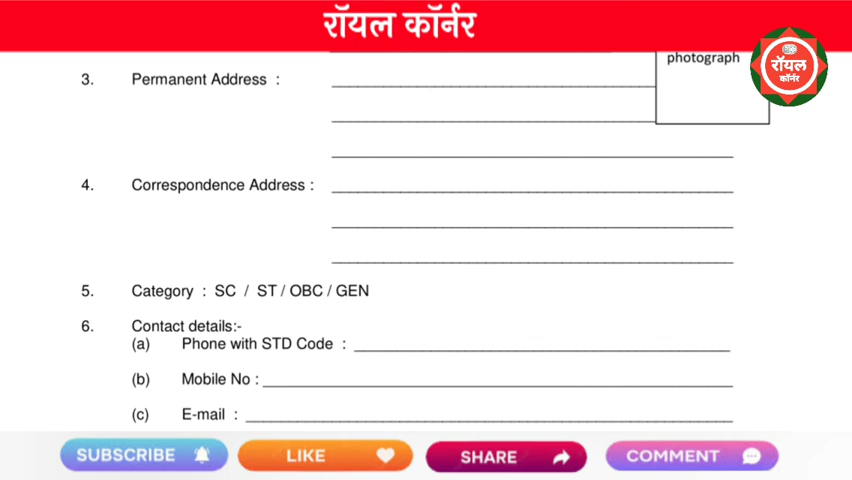 रॉयल कॉर्नर
photograph
रॉयल
कॉर्नर
3. Permanent Address :
4. Correspondence Address :
5. Category : SC / ST / OBC / GEN
6. Contact details:-
(a) Phone with STD Code :
(b) Mobile No :
(c) E-mail :
SUBSCRIBE
LIKE
SHARE
COMMENT